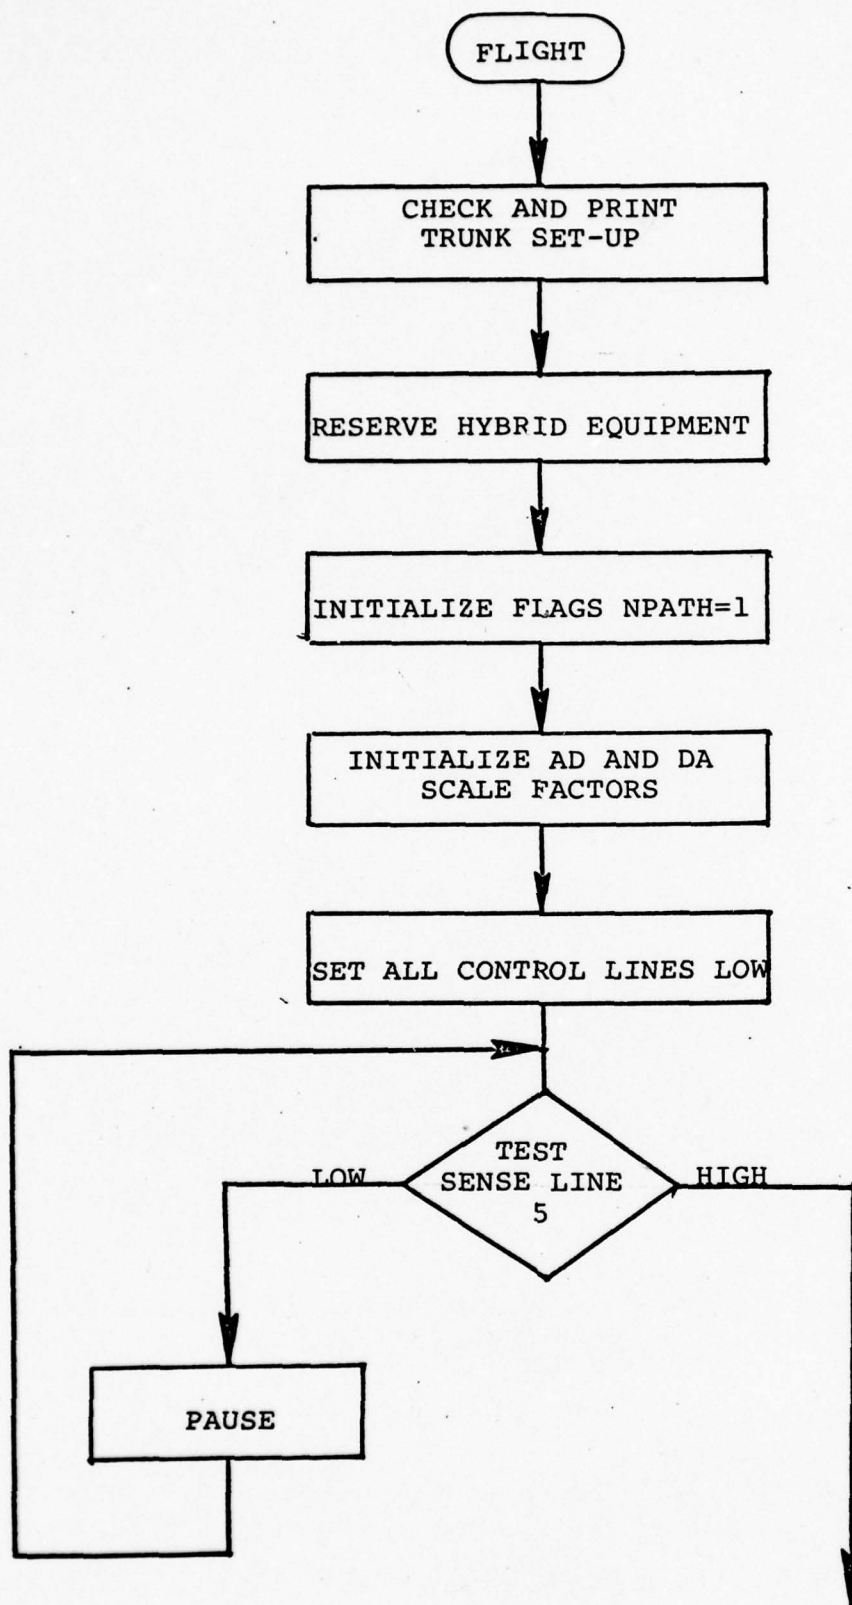 FLIGHT
CHECK AND PRINT
TRUNK SET-UP
RESERVE HYBRID EQUIPMENT
INITIALIZE FLAGS NPATH=1
INITIALIZE AD AND DA
SCALE FACTORS
SET ALL CONTROL LINES LOW
TEST
LOW
SENSE LINE
HIGH
5
PAUSE